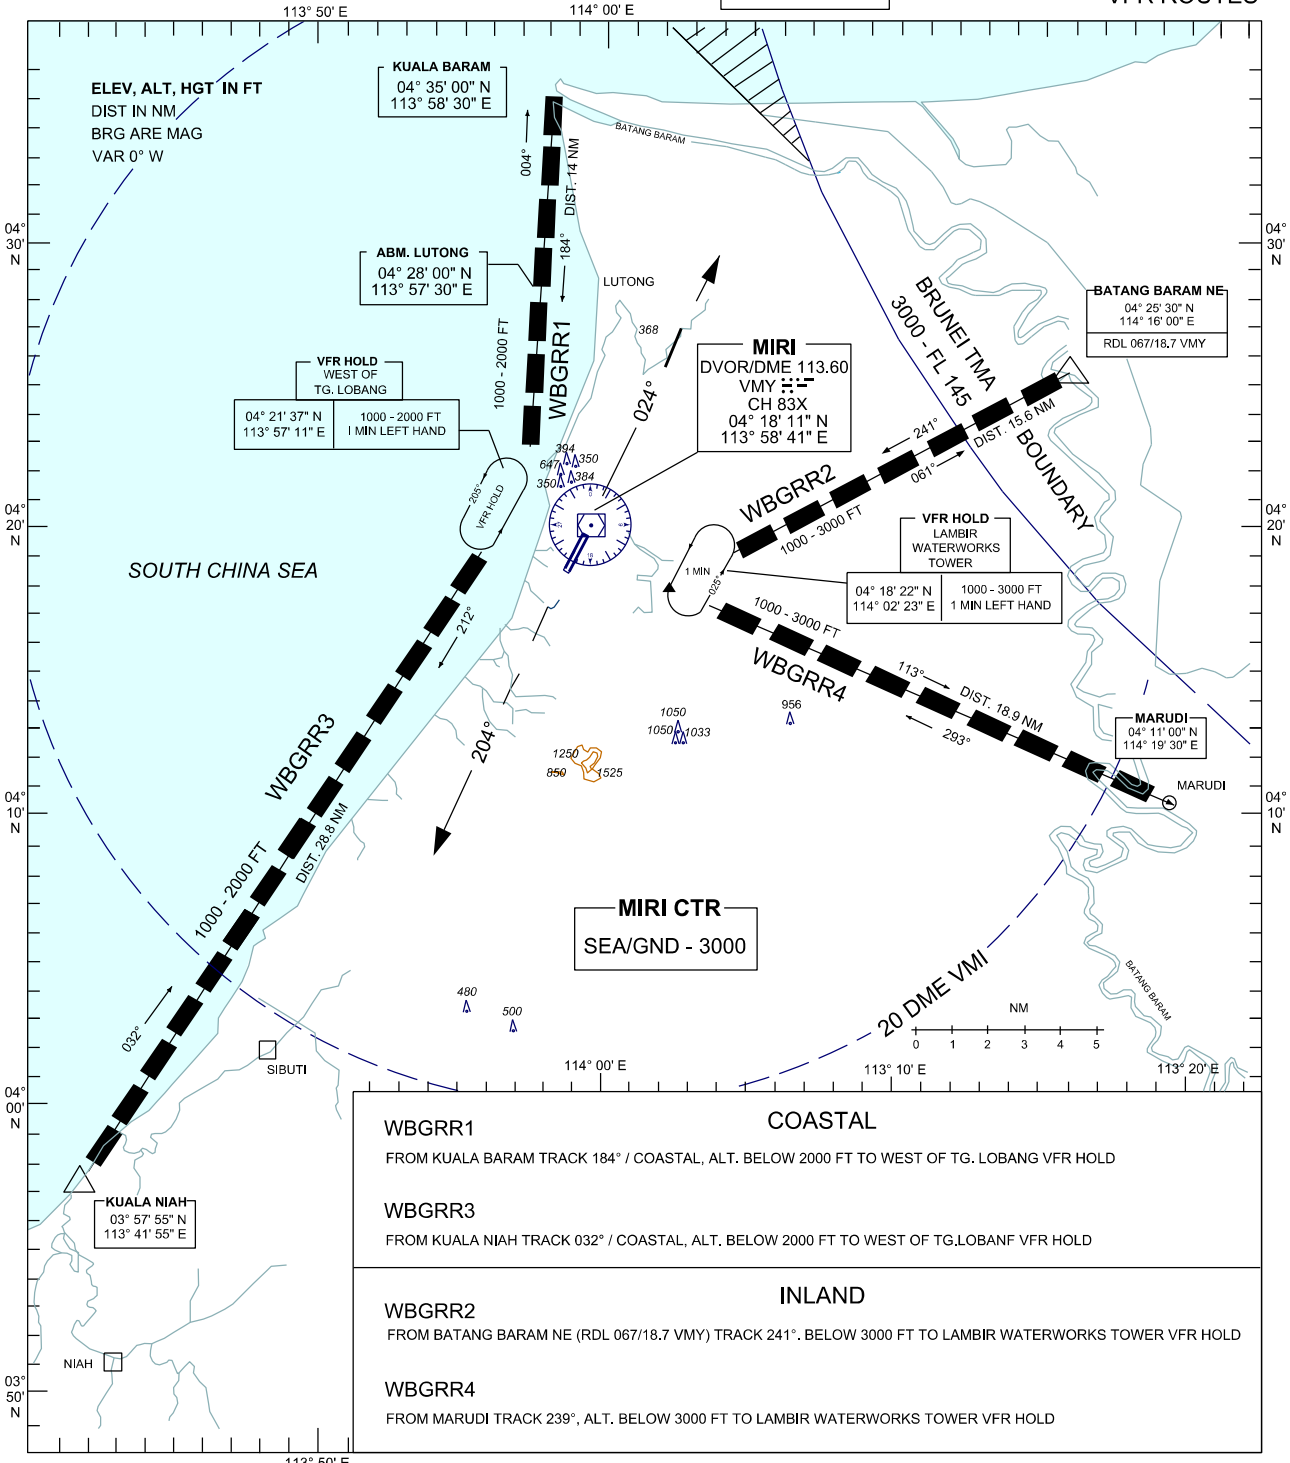 113° 50' E
114° 00' E
ELEV, ALT, HGT IN FT
DIST IN NM
BRG ARE MAG
VAR 0° W
KUALA BARAM
04° 35' 00" N
113° 58' 30" E
BATANG BARAM
004°
DIST. 14 NM
184°
04°
30'
N
04°
30'
N
ABM. LUTONG
04° 28' 00" N
113° 57' 30" E
LUTONG
368
BRUNEI TMA
3000 - FL 145
BOUNDARY
BATANG BARAM NE
04° 25' 30" N
114° 16' 00" E
RDL 067/18.7 VMY
1000 - 2000 FT
WBGRR1
VFR HOLD
WEST OF
TG. LOBANG
04° 21' 37" N
113° 57' 11" E
1000 - 2000 FT
I MIN LEFT HAND
MIRI
DVOR/DME 113.60
VMY
CH 83X
04° 18' 11" N
113° 58' 41" E
024°
241°
DIST. 15.6 NM
061°
WBGRR2
1000 - 3000 FT
394
350
647
384
350
205°
VFR HOLD
04°
20'
N
04°
20'
N
VFR HOLD
LAMBIR
WATERWORKS
TOWER
04° 18' 22" N
114° 02' 23" E
1000 - 3000 FT
1 MIN LEFT HAND
1 MIN
025°
SOUTH CHINA SEA
212°
1000 - 3000 FT
WBGRR4
113°
DIST. 18.9 NM
293°
WBGRR3
204°
1050
1050
1033
956
1250
850
1525
MARUDI
04° 11' 00" N
114° 19' 30" E
MARUDI
04°
10'
N
04°
10'
N
DIST. 28.8 NM
1000 - 2000 FT
MIRI CTR
SEA/GND - 3000
20 DME VMI
BATANG BARAM
480
500
NM
0 1 2 3 4 5
032°
SIBUTI
114° 00' E
113° 10' E
113° 20' E
04°
00'
N
KUALA NIAH
03° 57' 55" N
113° 41' 55" E
NIAH
03°
50'
N
COASTAL
WBGRR1
FROM KUALA BARAM TRACK 184° / COASTAL, ALT. BELOW 2000 FT TO WEST OF TG. LOBANG VFR HOLD
WBGRR3
FROM KUALA NIAH TRACK 032° / COASTAL, ALT. BELOW 2000 FT TO WEST OF TG.LOBANF VFR HOLD
INLAND
WBGRR2
FROM BATANG BARAM NE (RDL 067/18.7 VMY) TRACK 241°. BELOW 3000 FT TO LAMBIR WATERWORKS TOWER VFR HOLD
WBGRR4
FROM MARUDI TRACK 239°, ALT. BELOW 3000 FT TO LAMBIR WATERWORKS TOWER VFR HOLD